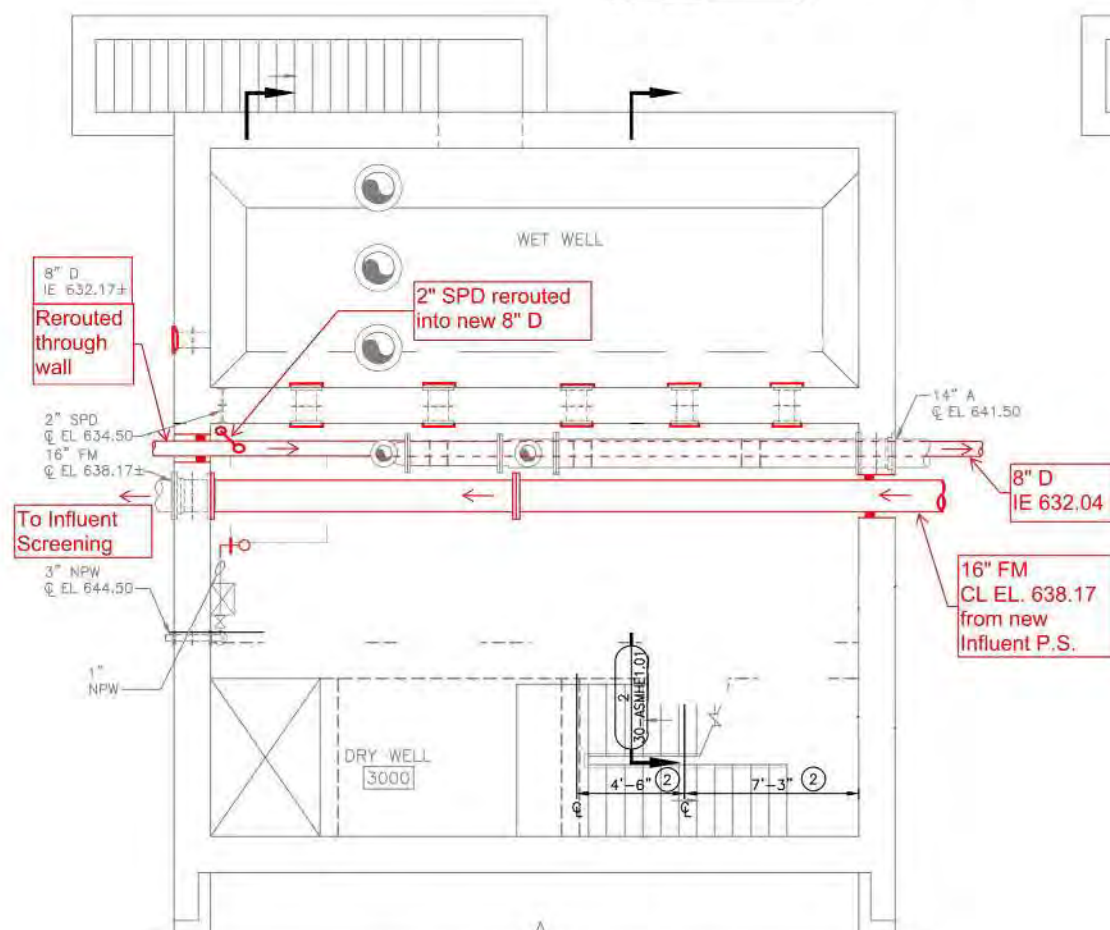 WET WELL
8" D
IE 632.17±
Rerouted
through
wall
2" SPD rerouted
into new 8" D
2" SPD
℄ EL 634.50
16" FM
℄ EL 638.17±
14" A
℄ EL 641.50
8" D
IE 632.04
To Influent
Screening
3" NPW
℄ EL 644.50
16" FM
CL EL. 638.17
from new
Influent P.S.
1"
NPW
2
30-ASMHE1.01
DRY WELL
3000
4'-6" 2
7'-3" 2
℄
℄